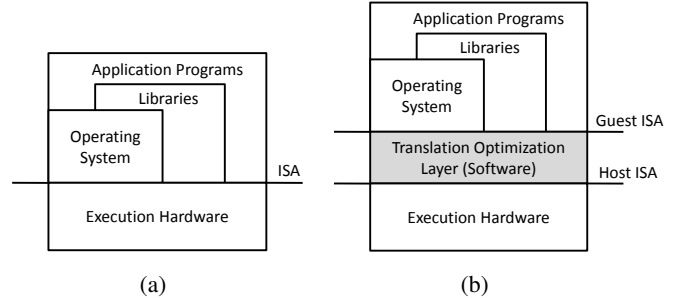 Application Programs
Libraries
Operating
System
ISA
Execution Hardware
(a)
Application Programs
Libraries
Operating
System
Guest ISA
Translation Optimization
Layer (Software)
Host ISA
Execution Hardware
(b)